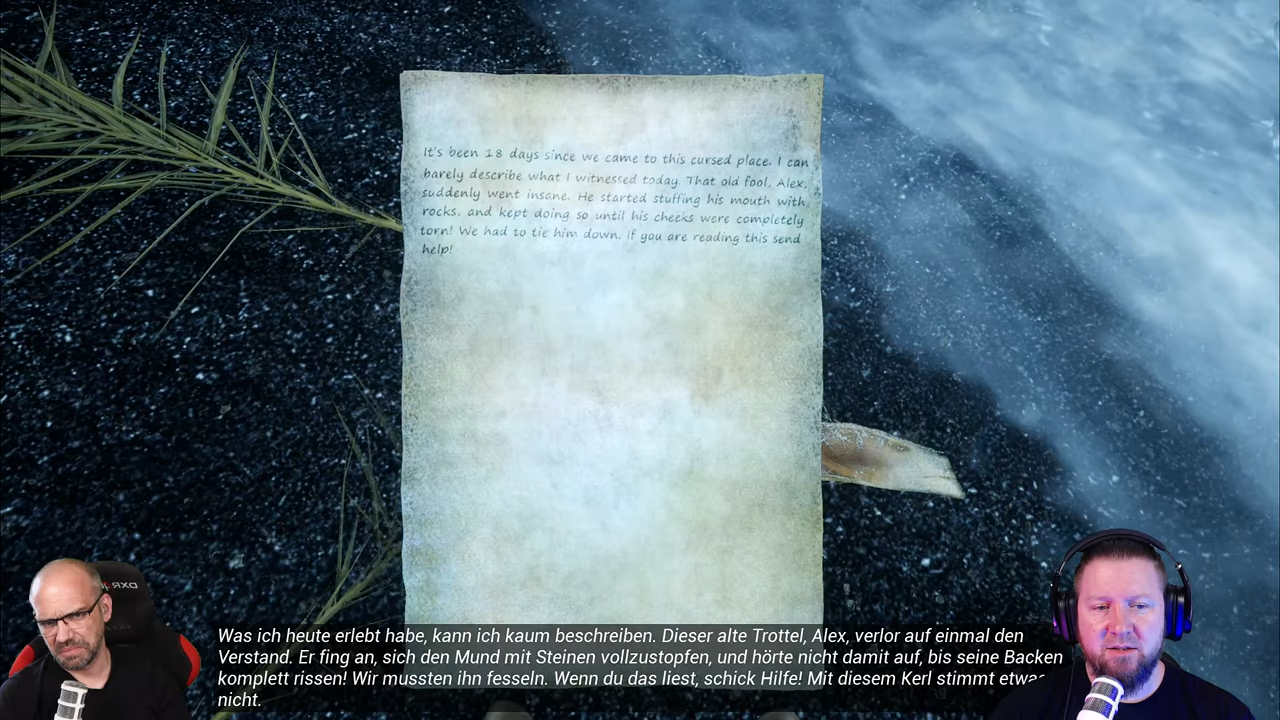 It's been 18 days since we came to this cursed place. I can
barely describe what I witnessed today. That old fool, Alex,
suddenly went insane. He started stuffing his mouth with
rocks, and kept doing so until his cheeks were completely
torn! We had to tie him down. If you are reading this send
help!
Was ich heute erlebt habe, kann ich kaum beschreiben. Dieser alte Trottel, Alex, verlor auf einmal den
Verstand. Er fing an, sich den Mund mit Steinen vollzustopfen, und hörte nicht damit auf, bis seine Backen
komplett rissen! Wir mussten ihn fesseln. Wenn du das liest, schick Hilfe! Mit diesem Kerl stimmt etwas
nicht.